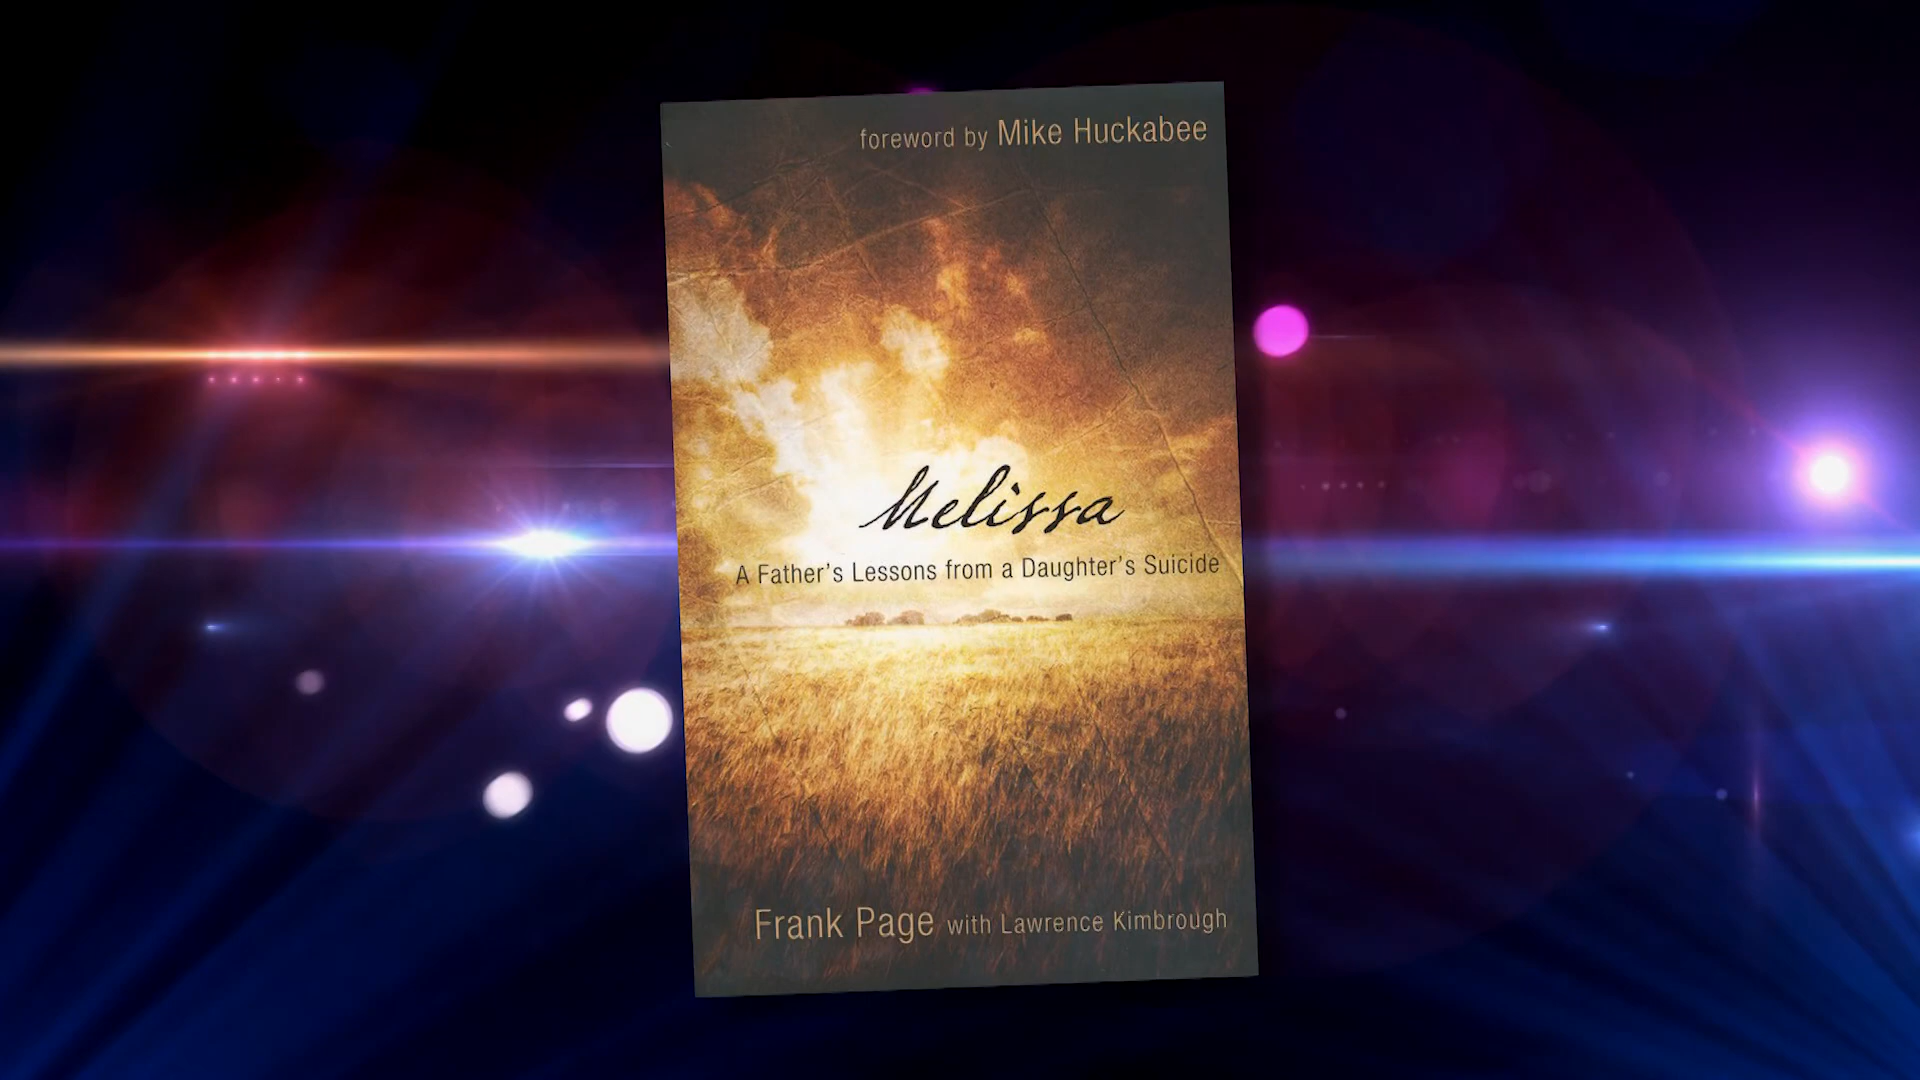 foreword by Mike Huckabee
Melissa
A Father's Lessons from a Daughter's Suicide
Frank Page with Lawrence Kimbrough